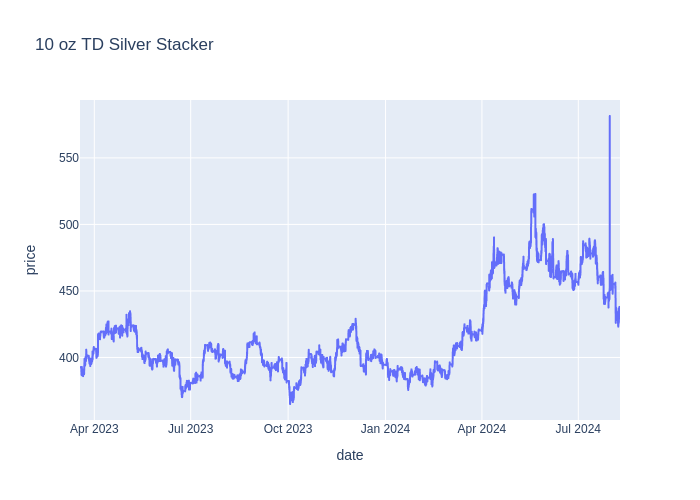 10 oz TD Silver Stacker
price
550
500
450
400
Apr 2023
Jul 2023
Oct 2023
Jan 2024
Apr 2024
Jul 2024
date